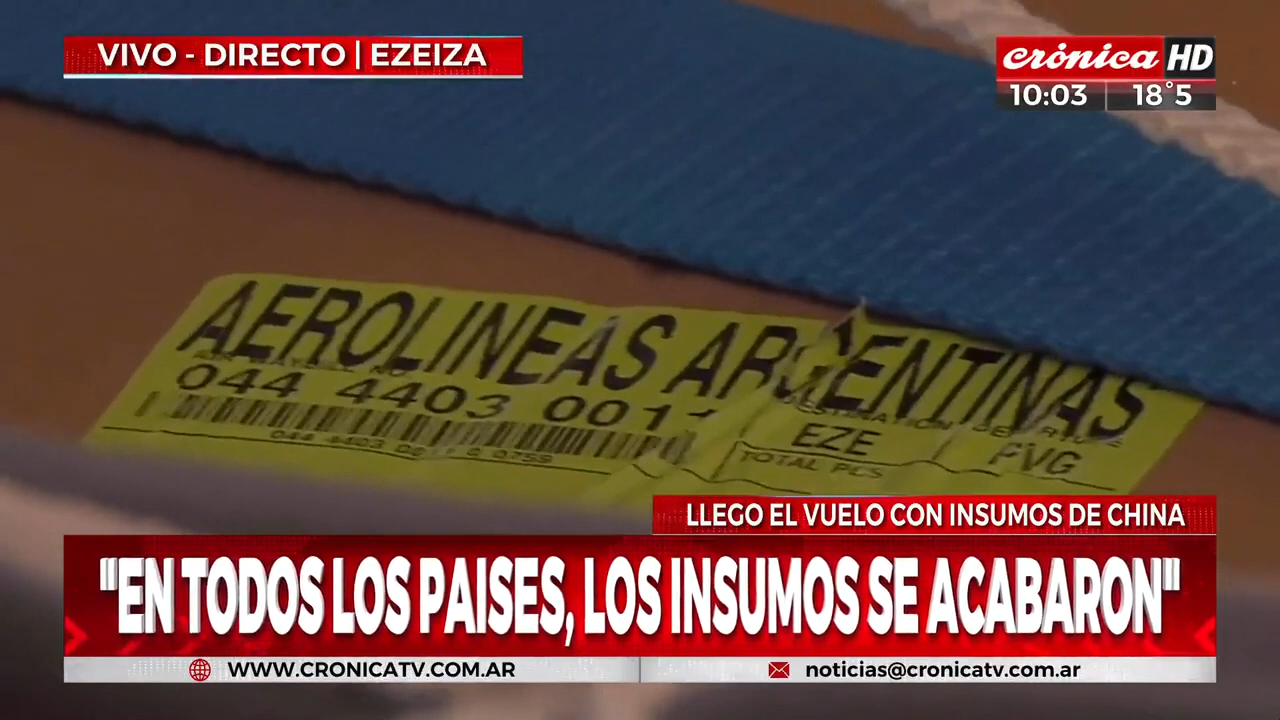 VIVO - DIRECTO | EZEIZA
crónica HD
10:03 18°5
AEROLINEAS ARGENTINAS
044 4403 0011
EZE
PVG
TOTAL PCS
LLEGO EL VUELO CON INSUMOS DE CHINA
"EN TODOS LOS PAISES, LOS INSUMOS SE ACABARON"
WWW.CRONICATV.COM.AR
noticias@cronicatv.com.ar